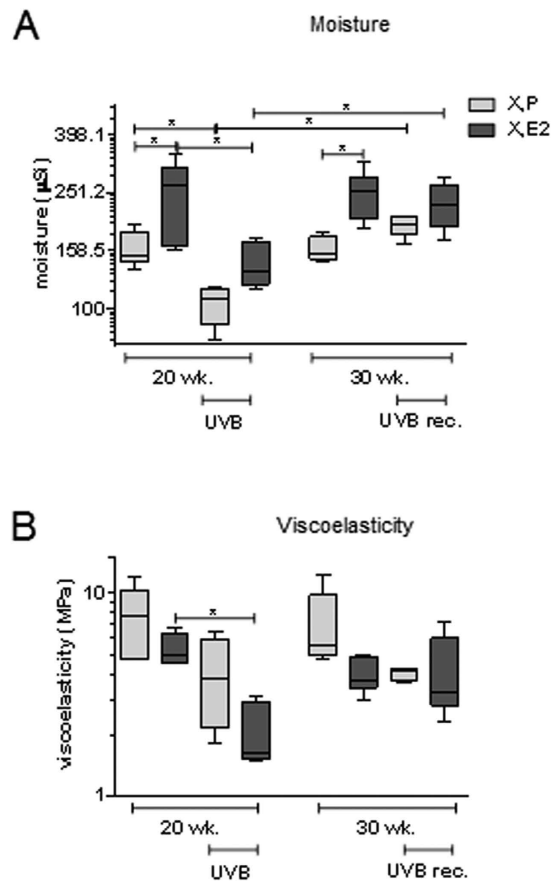 A
Moisture
X,P
X,E2
moisture (µSi)
398.1
251.2
158.5
100
*
*
*
*
*
*
20 wk.
30 wk.
UVB
UVB rec.
B
Viscoelasticity
viscoelasticity (MPa)
10
1
*
20 wk.
30 wk.
UVB
UVB rec.